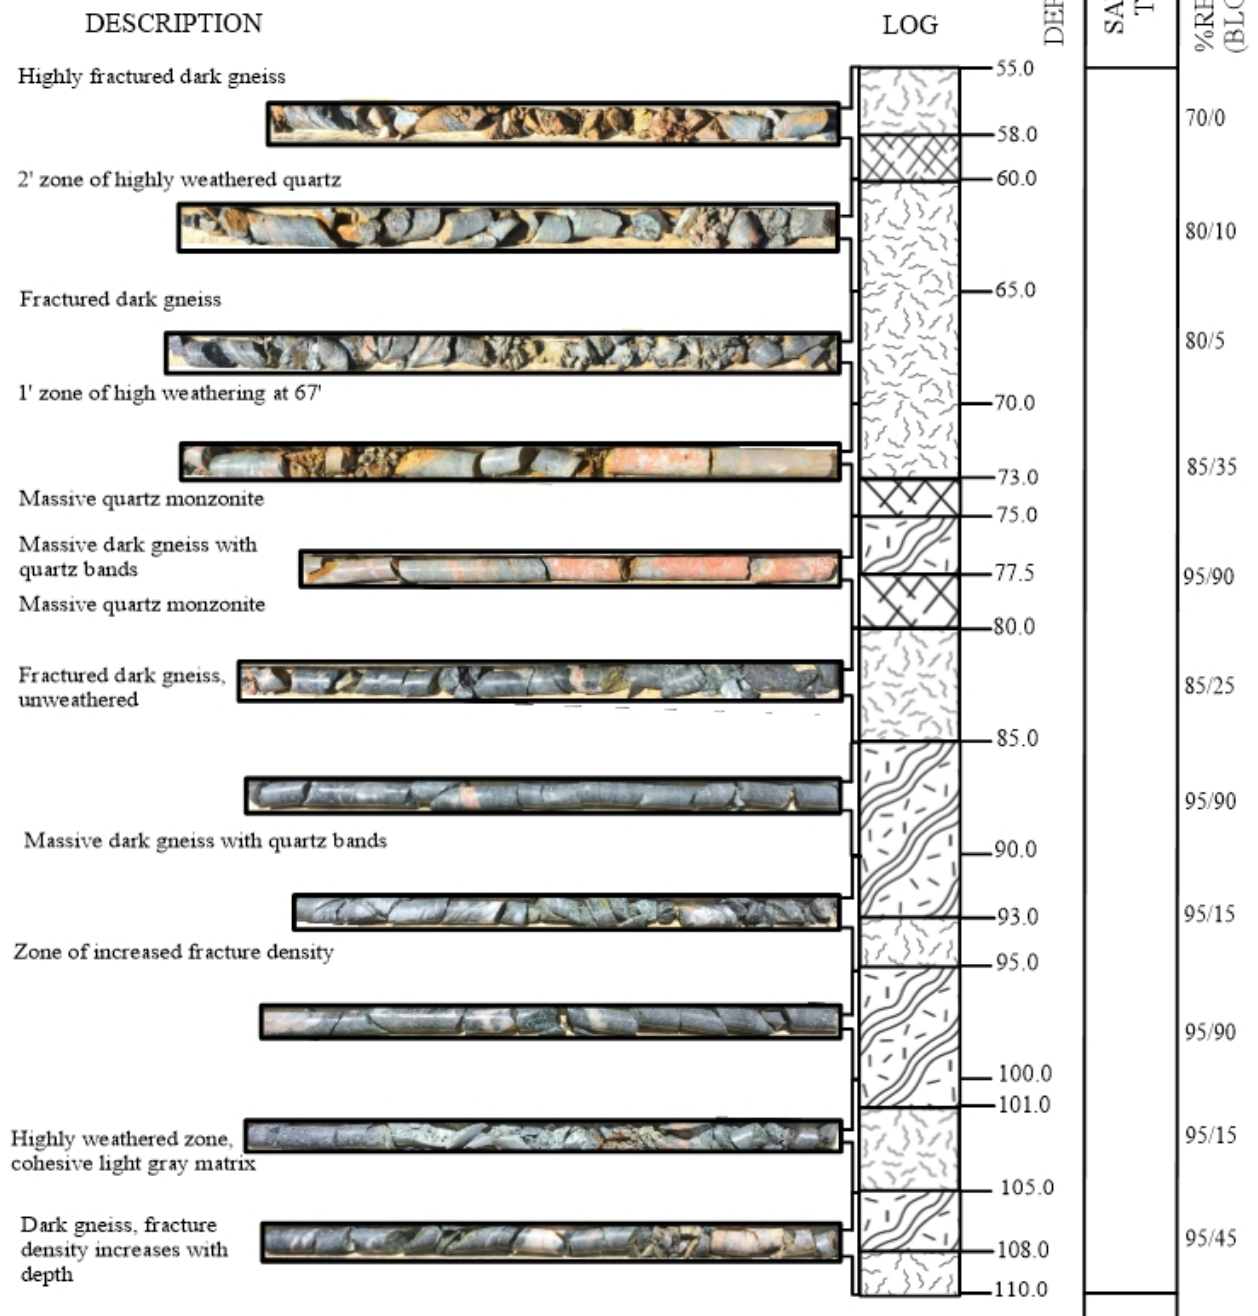 DESCRIPTION
LOG
DEP
SA
T
%RE
(BLO
Highly fractured dark gneiss
2' zone of highly weathered quartz
Fractured dark gneiss
1' zone of high weathering at 67'
Massive quartz monzonite
Massive dark gneiss with
quartz bands
Massive quartz monzonite
Fractured dark gneiss,
unweathered
Massive dark gneiss with quartz bands
Zone of increased fracture density
Highly weathered zone,
cohesive light gray matrix
Dark gneiss, fracture
density increases with
depth
55.0
58.0
60.0
65.0
70.0
73.0
75.0
77.5
80.0
85.0
90.0
93.0
95.0
100.0
101.0
105.0
108.0
110.0
70/0
80/10
80/5
85/35
95/90
85/25
95/90
95/15
95/90
95/15
95/45